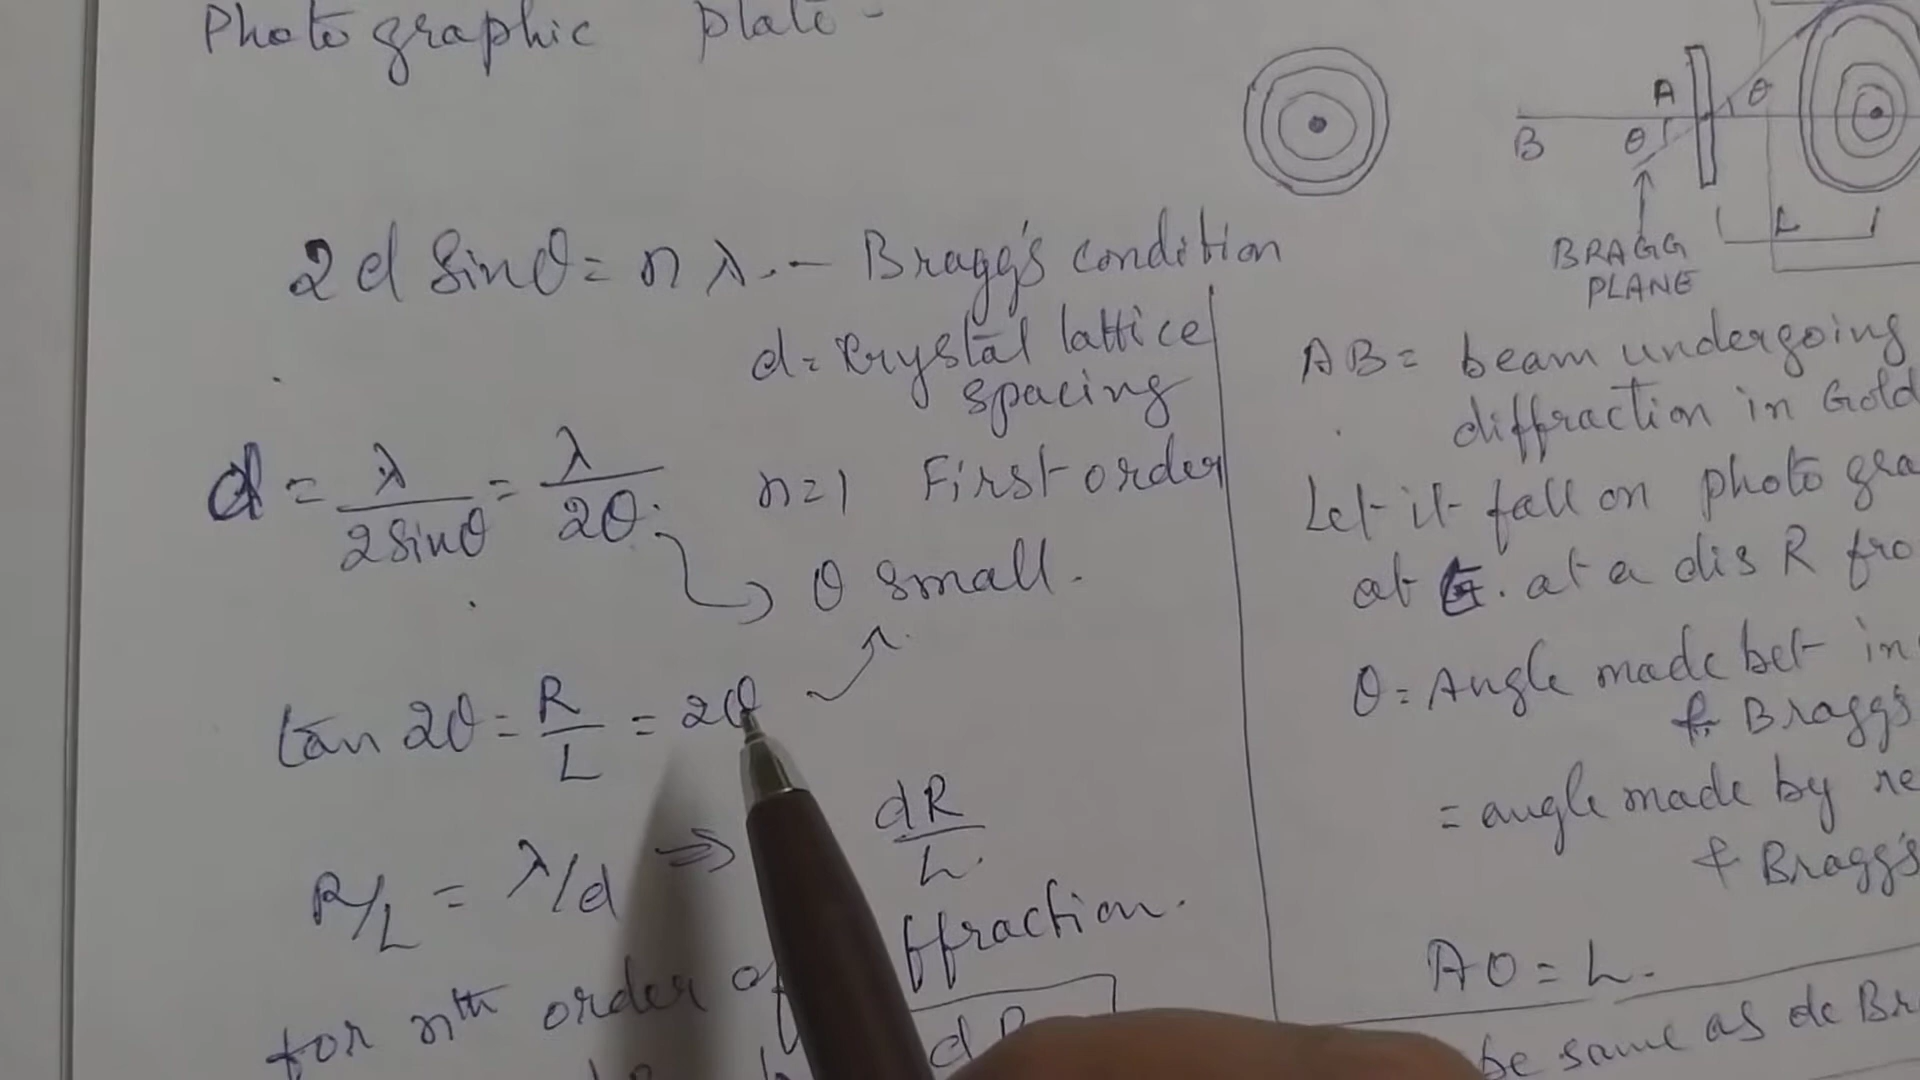 Photographic plate -
2d Sinθ = nλ. - Bragg's condition
d = Crystal lattice
spacing
d = λ/2Sinθ = λ/2θ. n=1 First order
θ small.
tan 2θ = R/L = 2θ
R/L = λ/d ⇒ dR/L
for nth order of ffraction.
dR
A θ
B θ
L
BRAGG
PLANE
AB = beam undergoing
diffraction in Gold
Let it fall on photo gra
at at a dis R fro
θ = Angle made bet in
& Bragg's
= angle made by re
& Bragg's
AO = L.
be same as de Br